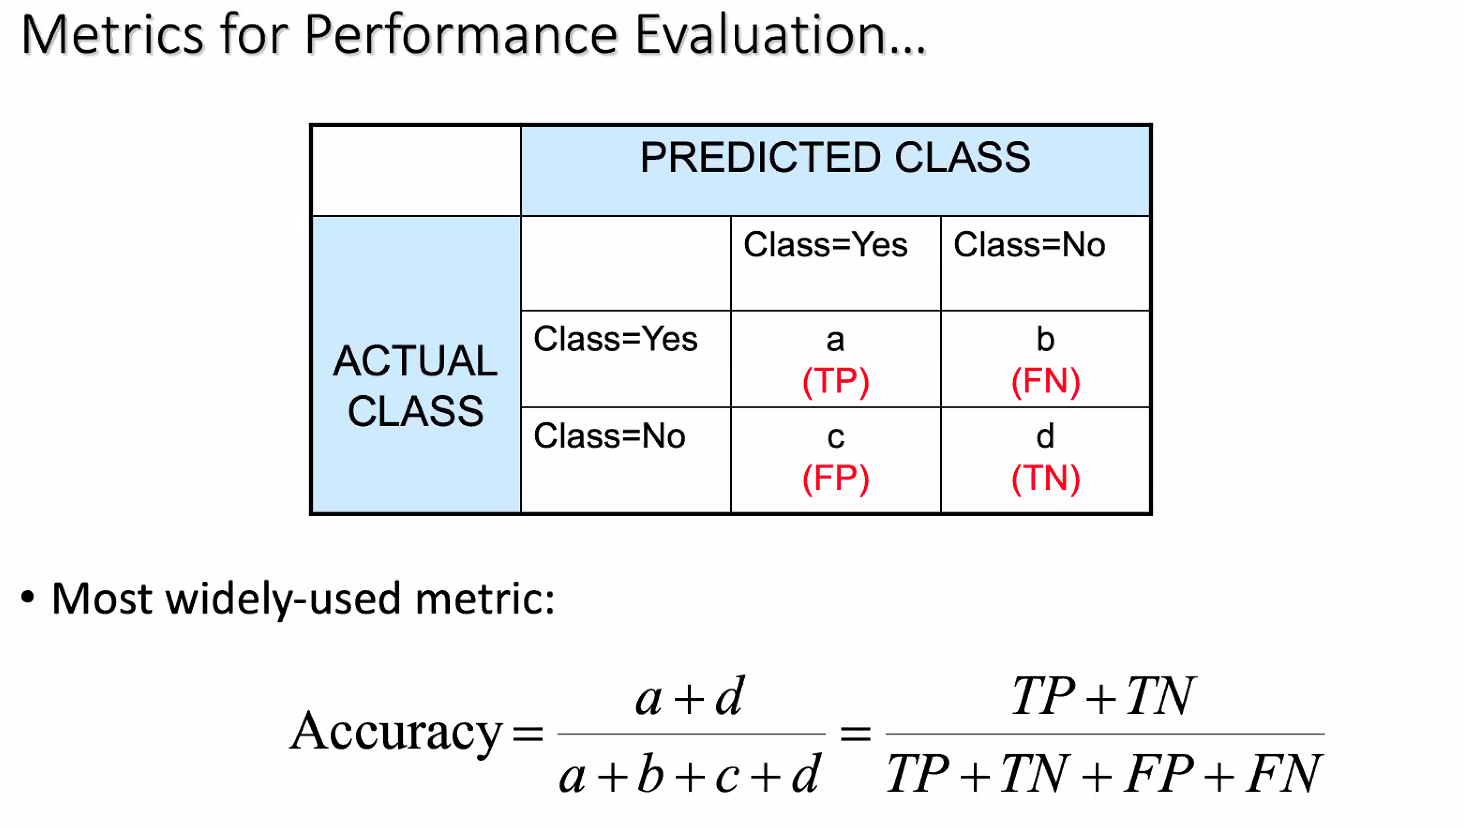 Metrics for Performance Evaluation...
PREDICTED CLASS
Class=Yes Class=No
ACTUAL
CLASS
Class=Yes a b
(TP) (FN)
Class=No c d
(FP) (TN)
• Most widely-used metric:
Accuracy = a + d / a + b + c + d = TP + TN / TP + TN + FP + FN